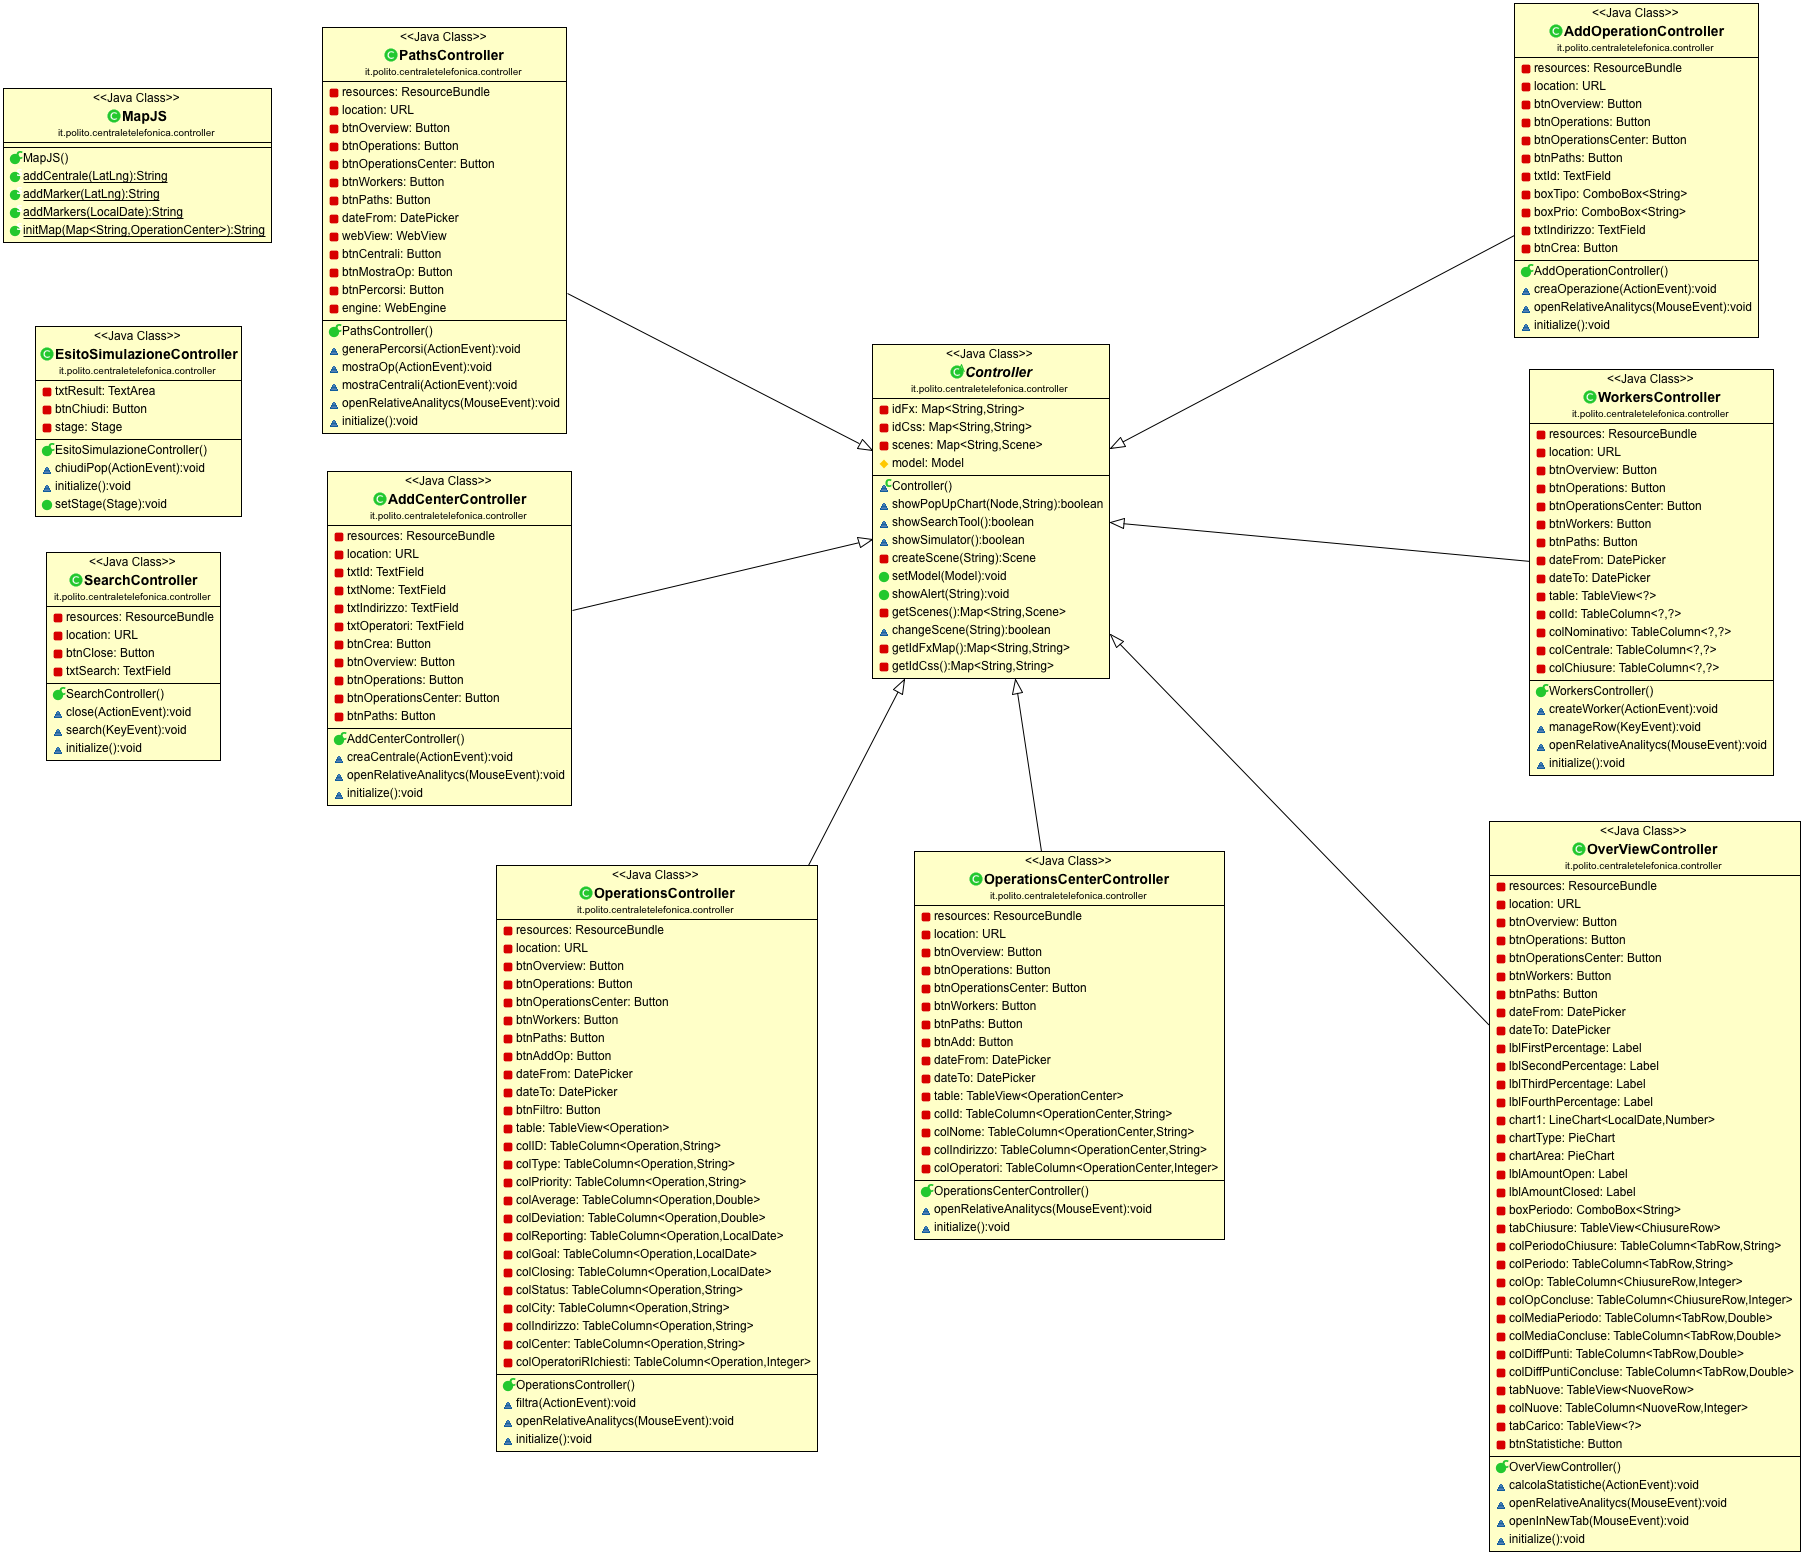 <<Java Class>>
MapJS
it.polito.centraletelefonica.controller
MapJS()
addCentrale(LatLng):String
addMarker(LatLng):String
addMarkers(LocalDate):String
initMap(Map<String,OperationCenter>):String
<<Java Class>>
EsitoSimulazioneController
it.polito.centraletelefonica.controller
txtResult: TextArea
btnChiudi: Button
stage: Stage
EsitoSimulazioneController()
chiudiPop(ActionEvent):void
initialize():void
setStage(Stage):void
<<Java Class>>
SearchController
it.polito.centraletelefonica.controller
resources: ResourceBundle
location: URL
btnClose: Button
txtSearch: TextField
SearchController()
close(ActionEvent):void
search(KeyEvent):void
initialize():void
<<Java Class>>
PathsController
it.polito.centraletelefonica.controller
resources: ResourceBundle
location: URL
btnOverview: Button
btnOperations: Button
btnOperationsCenter: Button
btnWorkers: Button
btnPaths: Button
dateFrom: DatePicker
webView: WebView
btnCentrali: Button
btnMostraOp: Button
btnPercorsi: Button
engine: WebEngine
PathsController()
generaPercorsi(ActionEvent):void
mostraOp(ActionEvent):void
mostraCentrali(ActionEvent):void
openRelativeAnalitycs(MouseEvent):void
initialize():void
<<Java Class>>
AddCenterController
it.polito.centraletelefonica.controller
resources: ResourceBundle
location: URL
txtId: TextField
txtNome: TextField
txtIndirizzo: TextField
txtOperatori: TextField
btnCrea: Button
btnOverview: Button
btnOperations: Button
btnOperationsCenter: Button
btnPaths: Button
AddCenterController()
creaCentrale(ActionEvent):void
openRelativeAnalitycs(MouseEvent):void
initialize():void
<<Java Class>>
Controller
it.polito.centraletelefonica.controller
idFx: Map<String,String>
idCss: Map<String,String>
scenes: Map<String,Scene>
model: Model
Controller()
showPopUpChart(Node,String):boolean
showSearchTool():boolean
showSimulator():boolean
createScene(String):Scene
setModel(Model):void
showAlert(String):void
getScenes():Map<String,Scene>
changeScene(String):boolean
getIdFxMap():Map<String,String>
getIdCss():Map<String,String>
<<Java Class>>
AddOperationController
it.polito.centraletelefonica.controller
resources: ResourceBundle
location: URL
btnOverview: Button
btnOperations: Button
btnOperationsCenter: Button
btnPaths: Button
txtId: TextField
boxTipo: ComboBox<String>
boxPrio: ComboBox<String>
txtIndirizzo: TextField
btnCrea: Button
AddOperationController()
creaOperazione(ActionEvent):void
openRelativeAnalitycs(MouseEvent):void
initialize():void
<<Java Class>>
WorkersController
it.polito.centraletelefonica.controller
resources: ResourceBundle
location: URL
btnOverview: Button
btnOperations: Button
btnOperationsCenter: Button
btnWorkers: Button
btnPaths: Button
dateFrom: DatePicker
dateTo: DatePicker
table: TableView<?>
colId: TableColumn<?,?>
colNominativo: TableColumn<?,?>
colCentrale: TableColumn<?,?>
colChiusure: TableColumn<?,?>
WorkersController()
createWorker(ActionEvent):void
manageRow(KeyEvent):void
openRelativeAnalitycs(MouseEvent):void
initialize():void
<<Java Class>>
OperationsController
it.polito.centraletelefonica.controller
resources: ResourceBundle
location: URL
btnOverview: Button
btnOperations: Button
btnOperationsCenter: Button
btnWorkers: Button
btnPaths: Button
btnAddOp: Button
dateFrom: DatePicker
dateTo: DatePicker
btnFiltro: Button
table: TableView<Operation>
colID: TableColumn<Operation,String>
colType: TableColumn<Operation,String>
colPriority: TableColumn<Operation,String>
colAverage: TableColumn<Operation,Double>
colDeviation: TableColumn<Operation,Double>
colReporting: TableColumn<Operation,LocalDate>
colGoal: TableColumn<Operation,LocalDate>
colClosing: TableColumn<Operation,LocalDate>
colStatus: TableColumn<Operation,String>
colCity: TableColumn<Operation,String>
colIndirizzo: TableColumn<Operation,String>
colCenter: TableColumn<Operation,String>
colOperatoriRIchiesti: TableColumn<Operation,Integer>
OperationsController()
filtra(ActionEvent):void
openRelativeAnalitycs(MouseEvent):void
initialize():void
<<Java Class>>
OperationsCenterController
it.polito.centraletelefonica.controller
resources: ResourceBundle
location: URL
btnOverview: Button
btnOperations: Button
btnOperationsCenter: Button
btnWorkers: Button
btnPaths: Button
btnAdd: Button
dateFrom: DatePicker
dateTo: DatePicker
table: TableView<OperationCenter>
colId: TableColumn<OperationCenter,String>
colNome: TableColumn<OperationCenter,String>
colIndirizzo: TableColumn<OperationCenter,String>
colOperatori: TableColumn<OperationCenter,Integer>
OperationsCenterController()
openRelativeAnalitycs(MouseEvent):void
initialize():void
<<Java Class>>
OverViewController
it.polito.centraletelefonica.controller
resources: ResourceBundle
location: URL
btnOverview: Button
btnOperations: Button
btnOperationsCenter: Button
btnWorkers: Button
btnPaths: Button
dateFrom: DatePicker
dateTo: DatePicker
lblFirstPercentage: Label
lblSecondPercentage: Label
lblThirdPercentage: Label
lblFourthPercentage: Label
chart1: LineChart<LocalDate,Number>
chartType: PieChart
chartArea: PieChart
lblAmountOpen: Label
lblAmountClosed: Label
boxPeriodo: ComboBox<String>
tabChiusure: TableView<ChiusureRow>
colPeriodoChiusure: TableColumn<TabRow,String>
colPeriodo: TableColumn<TabRow,String>
colOp: TableColumn<ChiusureRow,Integer>
colOpConcluse: TableColumn<ChiusureRow,Integer>
colMediaPeriodo: TableColumn<TabRow,Double>
colMediaConcluse: TableColumn<TabRow,Double>
colDiffPunti: TableColumn<TabRow,Double>
colDiffPuntiConcluse: TableColumn<TabRow,Double>
tabNuove: TableView<NuoveRow>
colNuove: TableColumn<NuoveRow,Integer>
tabCarico: TableView<?>
btnStatistiche: Button
OverViewController()
calcolaStatistiche(ActionEvent):void
openRelativeAnalitycs(MouseEvent):void
openInNewTab(MouseEvent):void
initialize():void